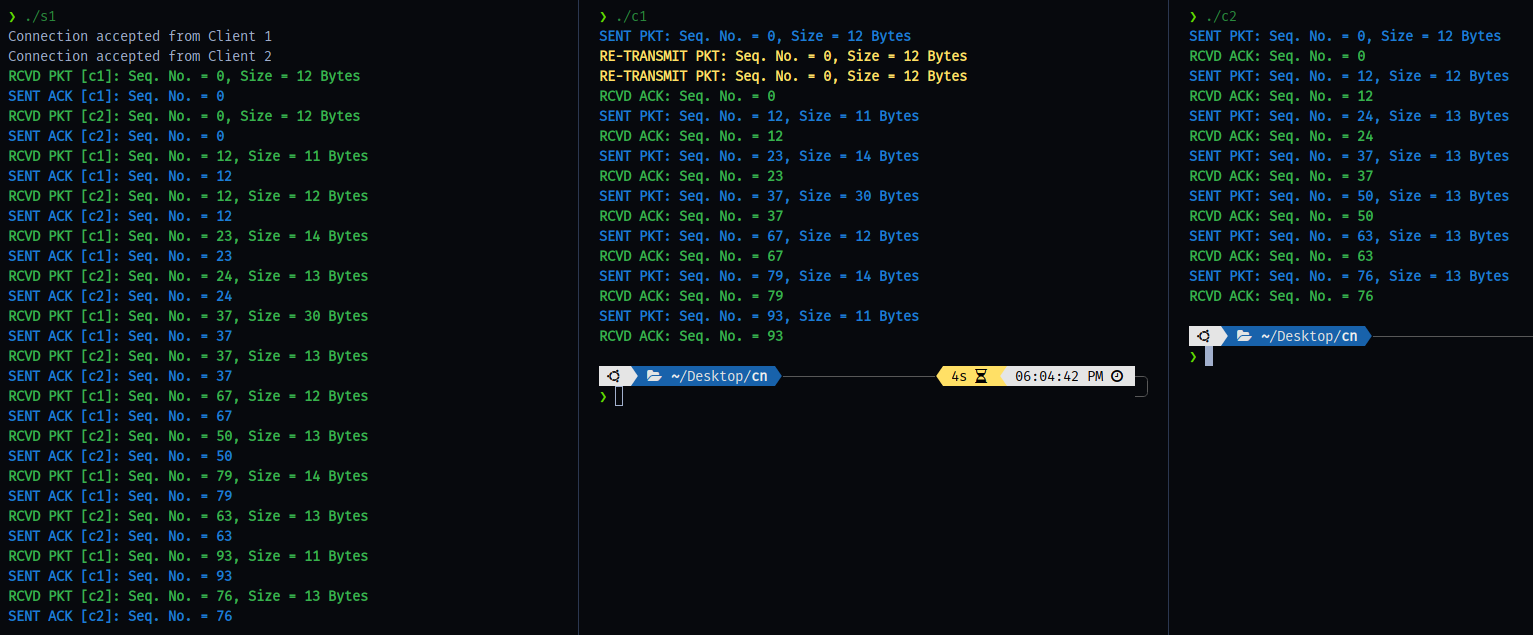 ❯ ./s1
Connection accepted from Client 1
Connection accepted from Client 2
RCVD PKT [c1]: Seq. No. = 0, Size = 12 Bytes
SENT ACK [c1]: Seq. No. = 0
RCVD PKT [c2]: Seq. No. = 0, Size = 12 Bytes
SENT ACK [c2]: Seq. No. = 0
RCVD PKT [c1]: Seq. No. = 12, Size = 11 Bytes
SENT ACK [c1]: Seq. No. = 12
RCVD PKT [c2]: Seq. No. = 12, Size = 12 Bytes
SENT ACK [c2]: Seq. No. = 12
RCVD PKT [c1]: Seq. No. = 23, Size = 14 Bytes
SENT ACK [c1]: Seq. No. = 23
RCVD PKT [c2]: Seq. No. = 24, Size = 13 Bytes
SENT ACK [c2]: Seq. No. = 24
RCVD PKT [c1]: Seq. No. = 37, Size = 30 Bytes
SENT ACK [c1]: Seq. No. = 37
RCVD PKT [c2]: Seq. No. = 37, Size = 13 Bytes
SENT ACK [c2]: Seq. No. = 37
RCVD PKT [c1]: Seq. No. = 67, Size = 12 Bytes
SENT ACK [c1]: Seq. No. = 67
RCVD PKT [c2]: Seq. No. = 50, Size = 13 Bytes
SENT ACK [c2]: Seq. No. = 50
RCVD PKT [c1]: Seq. No. = 79, Size = 14 Bytes
SENT ACK [c1]: Seq. No. = 79
RCVD PKT [c2]: Seq. No. = 63, Size = 13 Bytes
SENT ACK [c2]: Seq. No. = 63
RCVD PKT [c1]: Seq. No. = 93, Size = 11 Bytes
SENT ACK [c1]: Seq. No. = 93
RCVD PKT [c2]: Seq. No. = 76, Size = 13 Bytes
SENT ACK [c2]: Seq. No. = 76
❯ ./c1
SENT PKT: Seq. No. = 0, Size = 12 Bytes
RE-TRANSMIT PKT: Seq. No. = 0, Size = 12 Bytes
RE-TRANSMIT PKT: Seq. No. = 0, Size = 12 Bytes
RCVD ACK: Seq. No. = 0
SENT PKT: Seq. No. = 12, Size = 11 Bytes
RCVD ACK: Seq. No. = 12
SENT PKT: Seq. No. = 23, Size = 14 Bytes
RCVD ACK: Seq. No. = 23
SENT PKT: Seq. No. = 37, Size = 30 Bytes
RCVD ACK: Seq. No. = 37
SENT PKT: Seq. No. = 67, Size = 12 Bytes
RCVD ACK: Seq. No. = 67
SENT PKT: Seq. No. = 79, Size = 14 Bytes
RCVD ACK: Seq. No. = 79
SENT PKT: Seq. No. = 93, Size = 11 Bytes
RCVD ACK: Seq. No. = 93
~/Desktop/cn 4s 06:04:42 PM
❯
❯ ./c2
SENT PKT: Seq. No. = 0, Size = 12 Bytes
RCVD ACK: Seq. No. = 0
SENT PKT: Seq. No. = 12, Size = 12 Bytes
RCVD ACK: Seq. No. = 12
SENT PKT: Seq. No. = 24, Size = 13 Bytes
RCVD ACK: Seq. No. = 24
SENT PKT: Seq. No. = 37, Size = 13 Bytes
RCVD ACK: Seq. No. = 37
SENT PKT: Seq. No. = 50, Size = 13 Bytes
RCVD ACK: Seq. No. = 50
SENT PKT: Seq. No. = 63, Size = 13 Bytes
RCVD ACK: Seq. No. = 63
SENT PKT: Seq. No. = 76, Size = 13 Bytes
RCVD ACK: Seq. No. = 76
~/Desktop/cn
❯